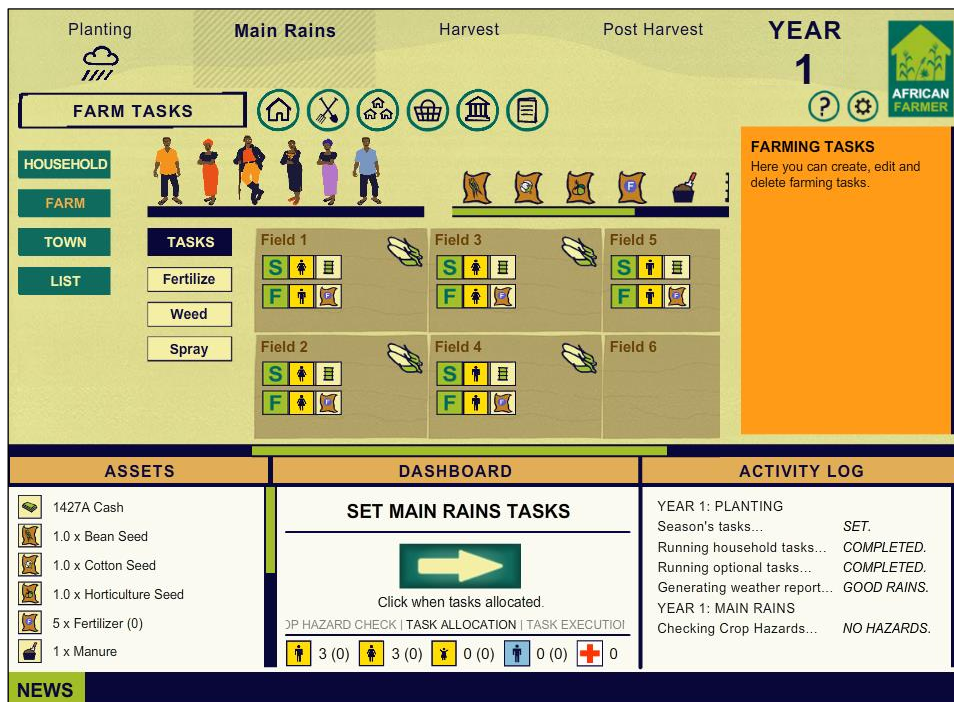 Planting
Main Rains
Harvest
Post Harvest
YEAR
1
AFRICAN
FARMER
FARM TASKS
?
HOUSEHOLD
FARM
TOWN
LIST
TASKS
Fertilize
Weed
Spray
Field 1
S
F
Field 3
S
F
Field 5
S
F
Field 2
S
F
Field 4
S
F
Field 6
FARMING TASKS
Here you can create, edit and
delete farming tasks.
ASSETS
1427A Cash
1.0 x Bean Seed
1.0 x Cotton Seed
1.0 x Horticulture Seed
5 x Fertilizer (0)
1 x Manure
DASHBOARD
SET MAIN RAINS TASKS
Click when tasks allocated.
OP HAZARD CHECK | TASK ALLOCATION | TASK EXECUTION
3 (0) 3 (0) 0 (0) 0 (0) 0
ACTIVITY LOG
YEAR 1: PLANTING
Season's tasks... SET.
Running household tasks... COMPLETED.
Running optional tasks... COMPLETED.
Generating weather report... GOOD RAINS.
YEAR 1: MAIN RAINS
Checking Crop Hazards... NO HAZARDS.
NEWS